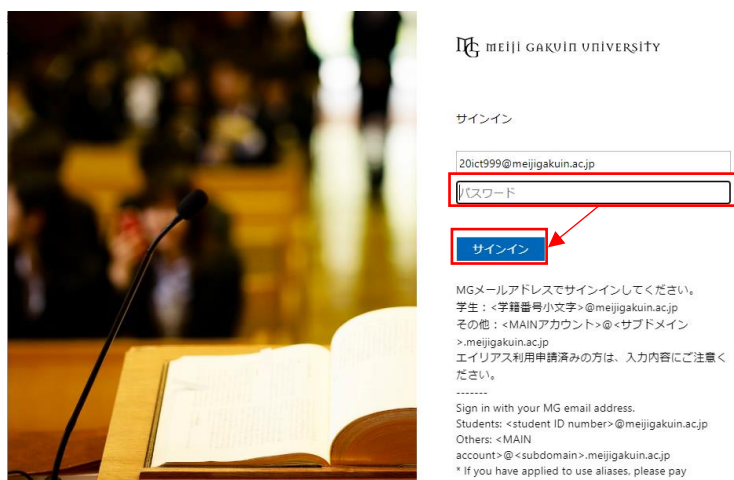 MG MEIJI GAKUIN UNIVERSITY
サインイン
20ict999@meijigakuin.ac.jp
パスワード
サインイン
MGメールアドレスでサインインしてください。
学生：<学籍番号小文字>@meijigakuin.ac.jp
その他：<MAINアカウント>@<サブドメイン
>.meijigakuin.ac.jp
エイリアス利用申請済みの方は、入力内容にご注意く
ださい。
-------
Sign in with your MG email address.
Students: <student ID number>@meijigakuin.ac.jp
Others: <MAIN
account>@<subdomain>.meijigakuin.ac.jp
* If you have applied to use aliases, please pay